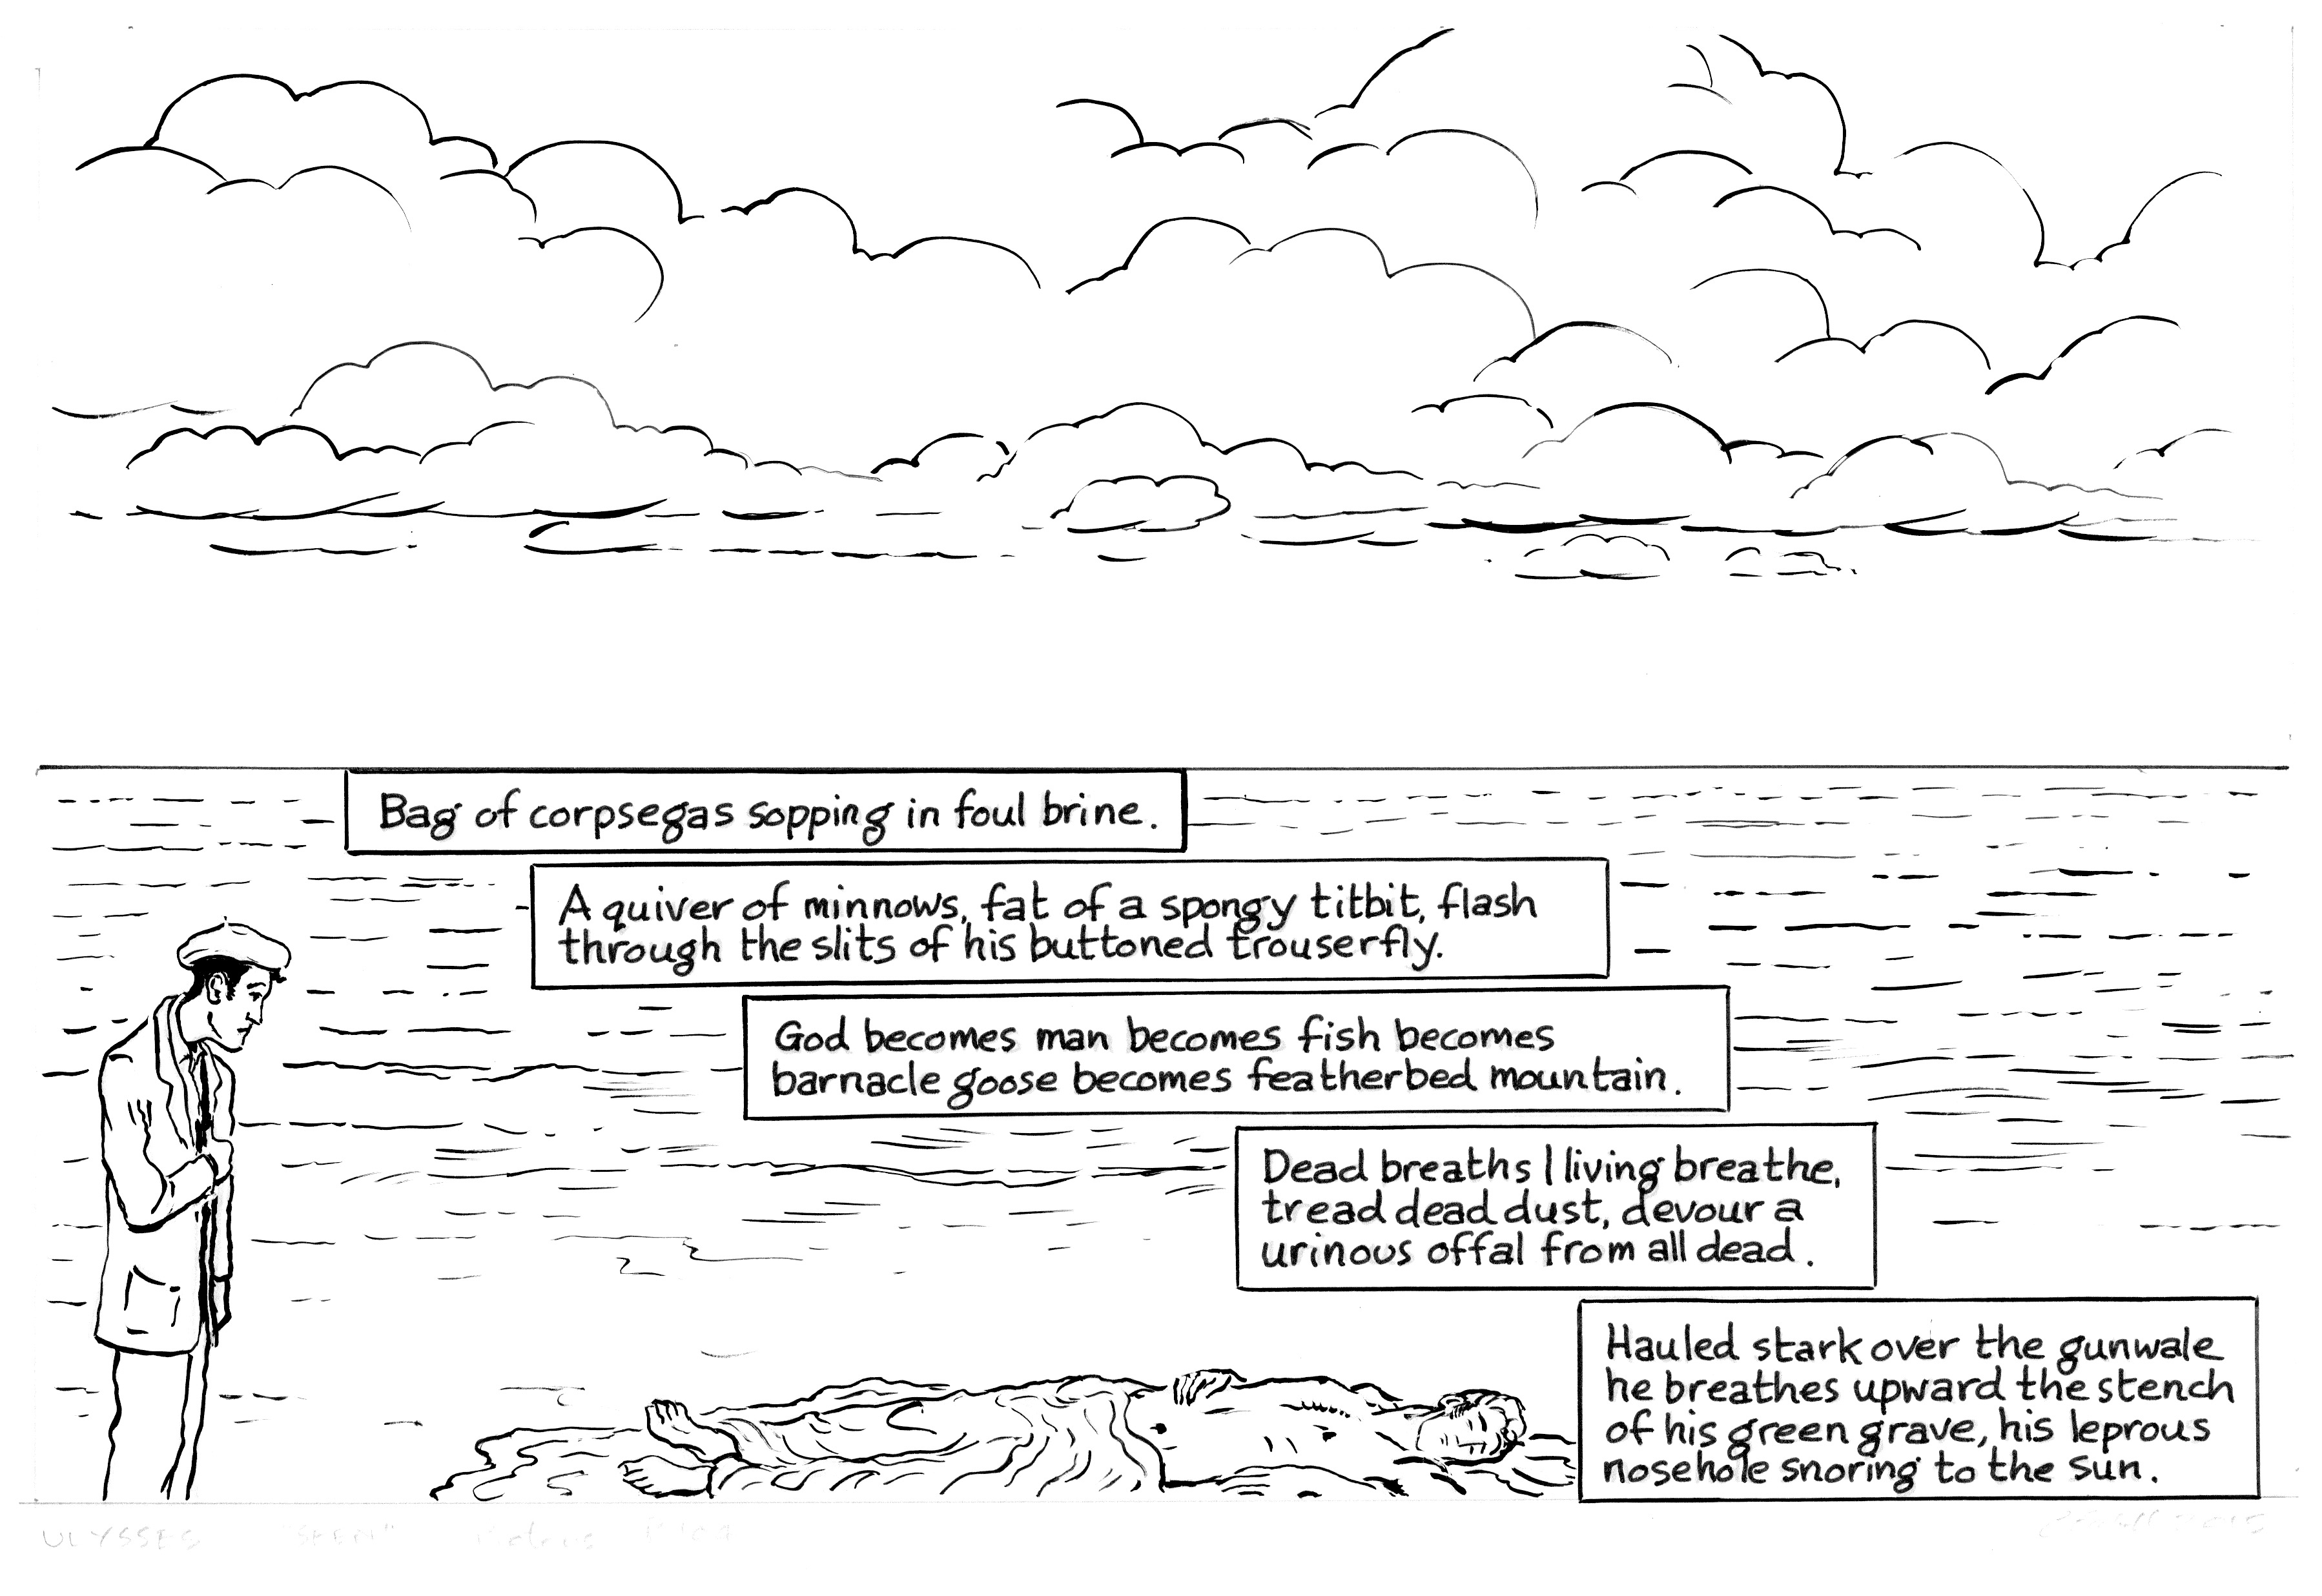 Bag of corpsegas sopping in foul brine.
A quiver of minnows, fat of a spongy titbit, flash
through the slits of his buttoned trouserfly.
God becomes man becomes fish becomes
barnacle goose becomes featherbed mountain.
Dead breaths I living breathe,
tread dead dust, devour a
urinous offal from all dead.
Hauled stark over the gunwale
he breathes upward the stench
of his green grave, his leprous
nosehole snoring to the sun.
ULYSSES "SEEN"